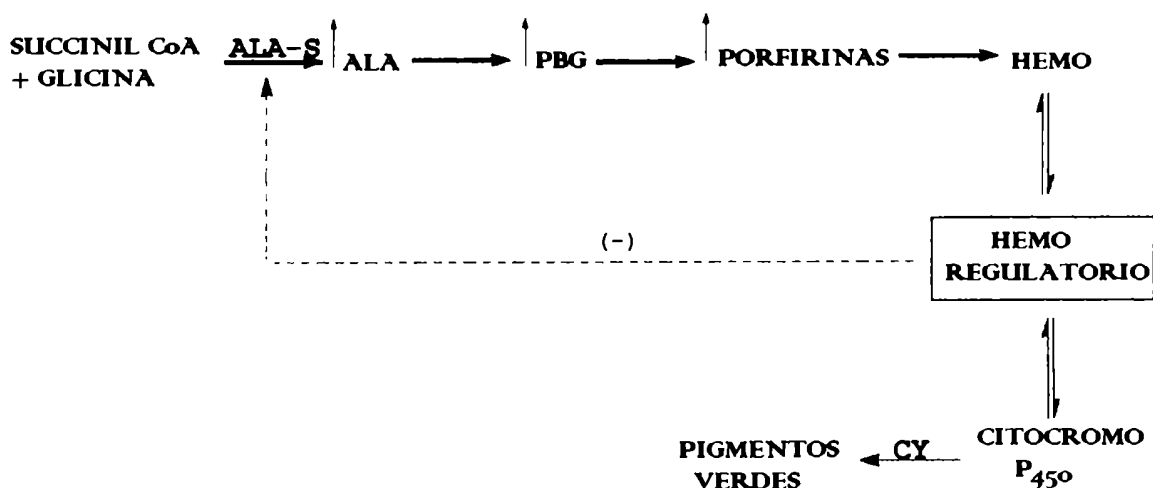 SUCCINIL CoA
+ GLICINA
ALA-S
ALA
PBG
PORFIRINAS
HEMO
(-)
HEMO
REGULATORIO
CITOCROMO
P450
CY
PIGMENTOS
VERDES